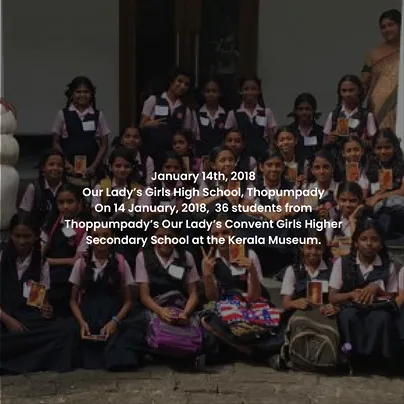 January 14th, 2018
Our Lady's Girls High School, Thopumpady
On 14 January, 2018, 36 students from
Thoppumpady's Our Lady's Convent Girls Higher
Secondary School at the Kerala Museum.